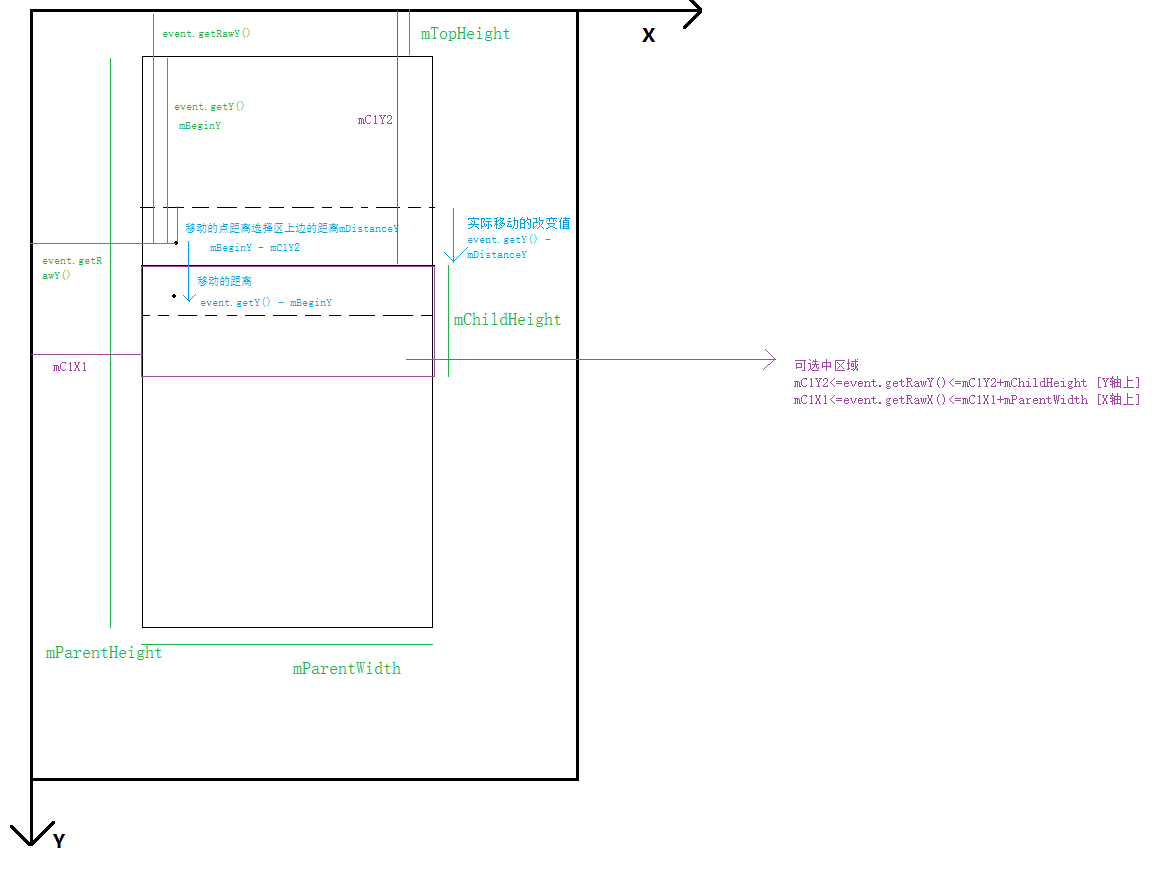 event.getRawY()
mTopHeight
X
event.getY()
mBeginY
mC1Y2
移动的点距离选择区上边的距离mDistanceY
mBeginY - mC1Y2
实际移动的改变值
event.getY() -
mDistanceY
event.getR
awY()
移动的距离
event.getY() - mBeginY
mChildHeight
mC1X1
可选中区域
mC1Y2<=event.getRawY()<=mC1Y2+mChildHeight [Y轴上]
mC1X1<=event.getRawX()<=mC1X1+mParentWidth [X轴上]
mParentHeight
mParentWidth
Y